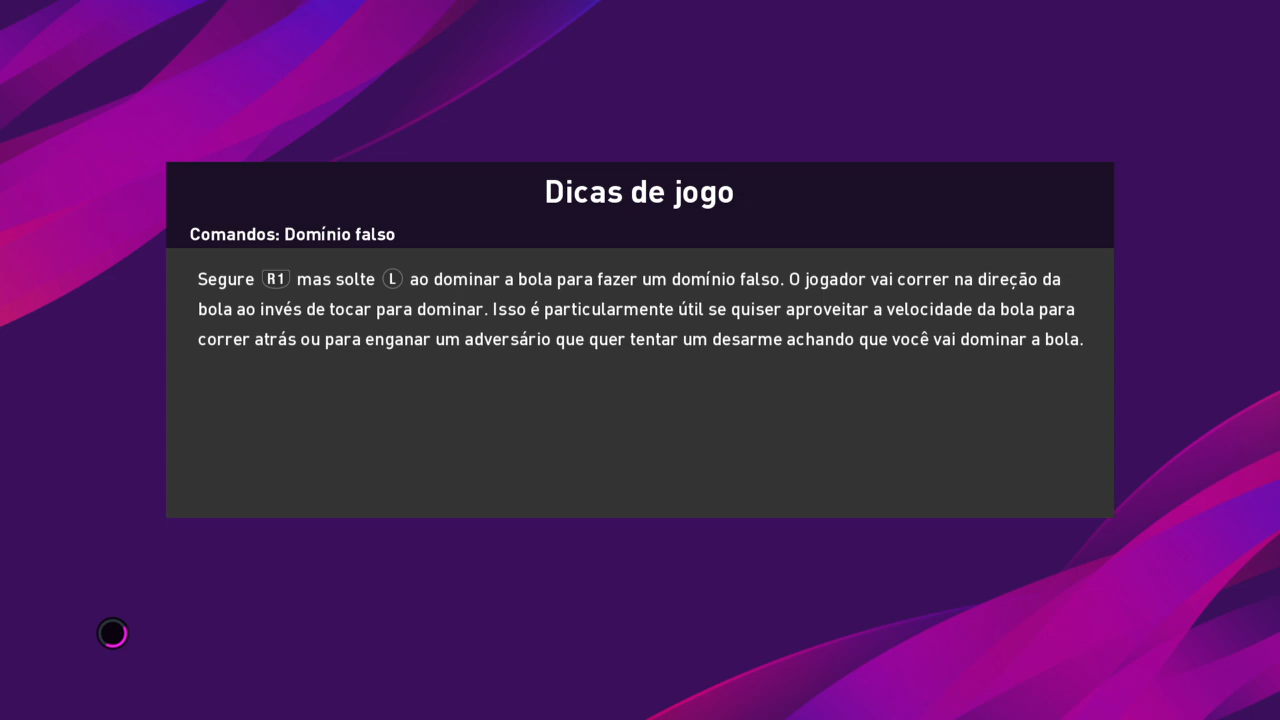 Dicas de jogo
Comandos: Domínio falso
Segure R1 mas solte L ao dominar a bola para fazer um domínio falso. O jogador vai correr na direção da
bola ao invés de tocar para dominar. Isso é particularmente útil se quiser aproveitar a velocidade da bola para
correr atrás ou para enganar um adversário que quer tentar um desarme achando que você vai dominar a bola.